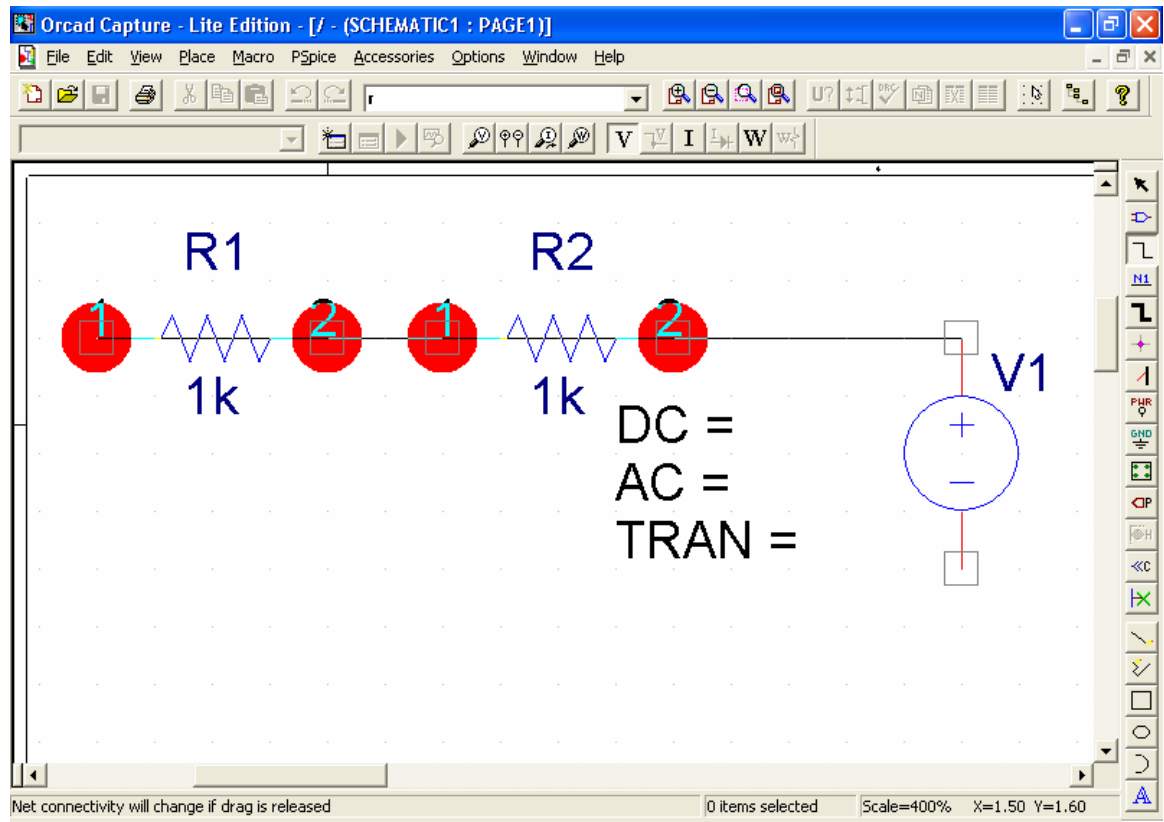 Orcad Capture - Lite Edition - [/ - (SCHEMATIC1 : PAGE1)]
File Edit View Place Macro PSpice Accessories Options Window Help
r
U? DRC
V V I I W W
R1 R2
1 2 1 2
1k 1k
V1
DC =
AC =
TRAN =
+
−
N1
PWR
GND
P
H
«C
A
Net connectivity will change if drag is released 0 items selected Scale=400% X=1.50 Y=1.60